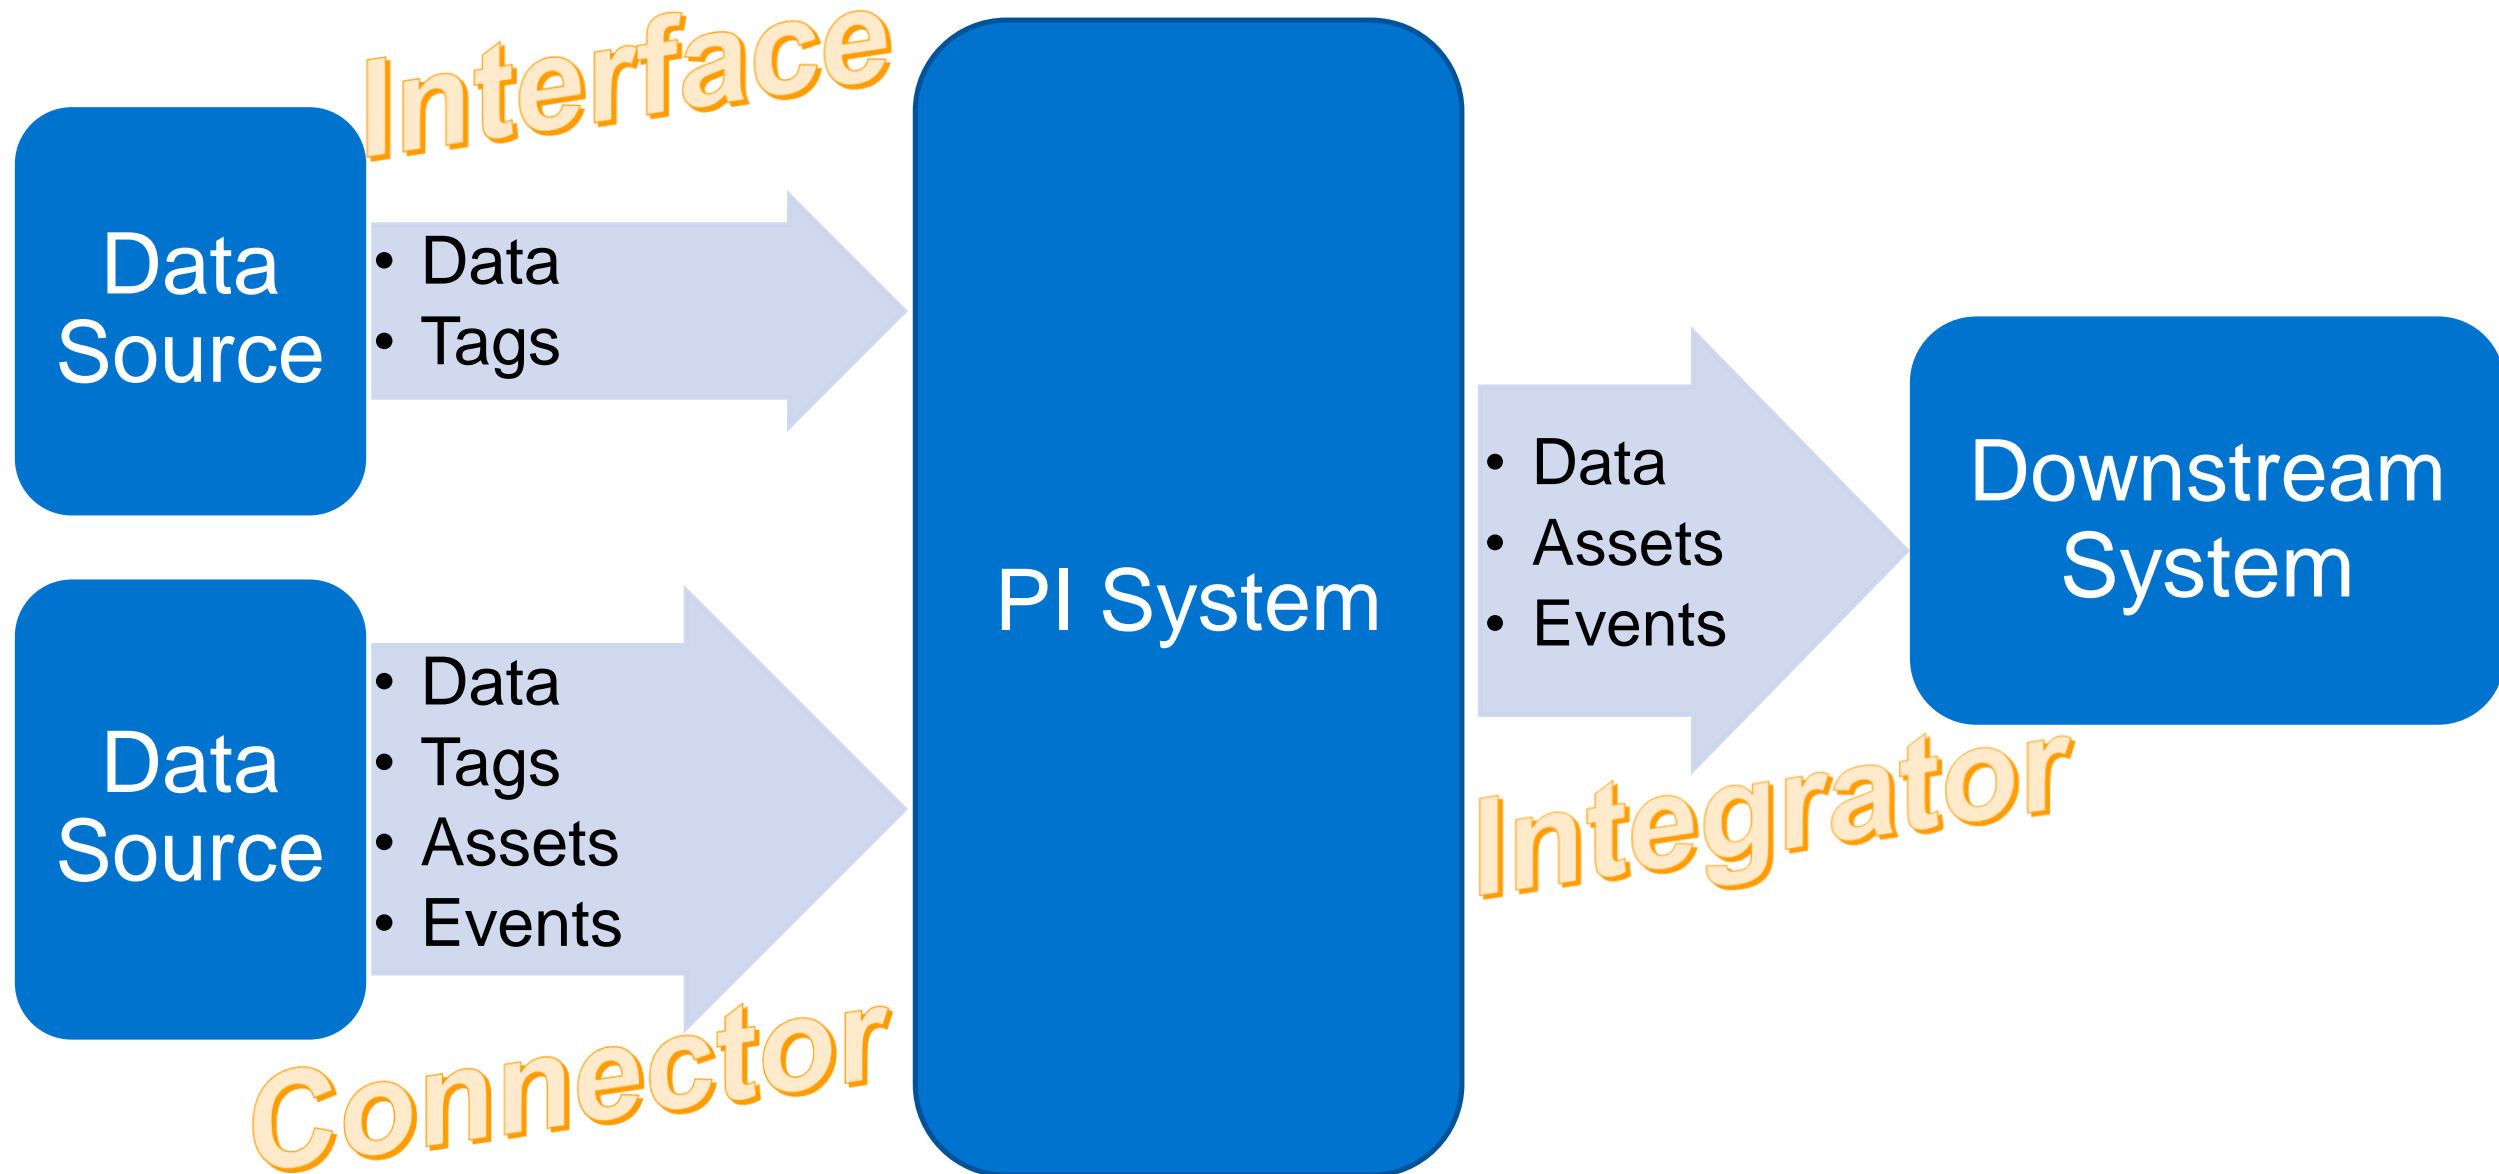 Interface
Data
Source
• Data
• Tags
Data
Source
• Data
• Tags
• Assets
• Events
Connector
PI System
• Data
• Assets
• Events
Integrator
Downstream
System